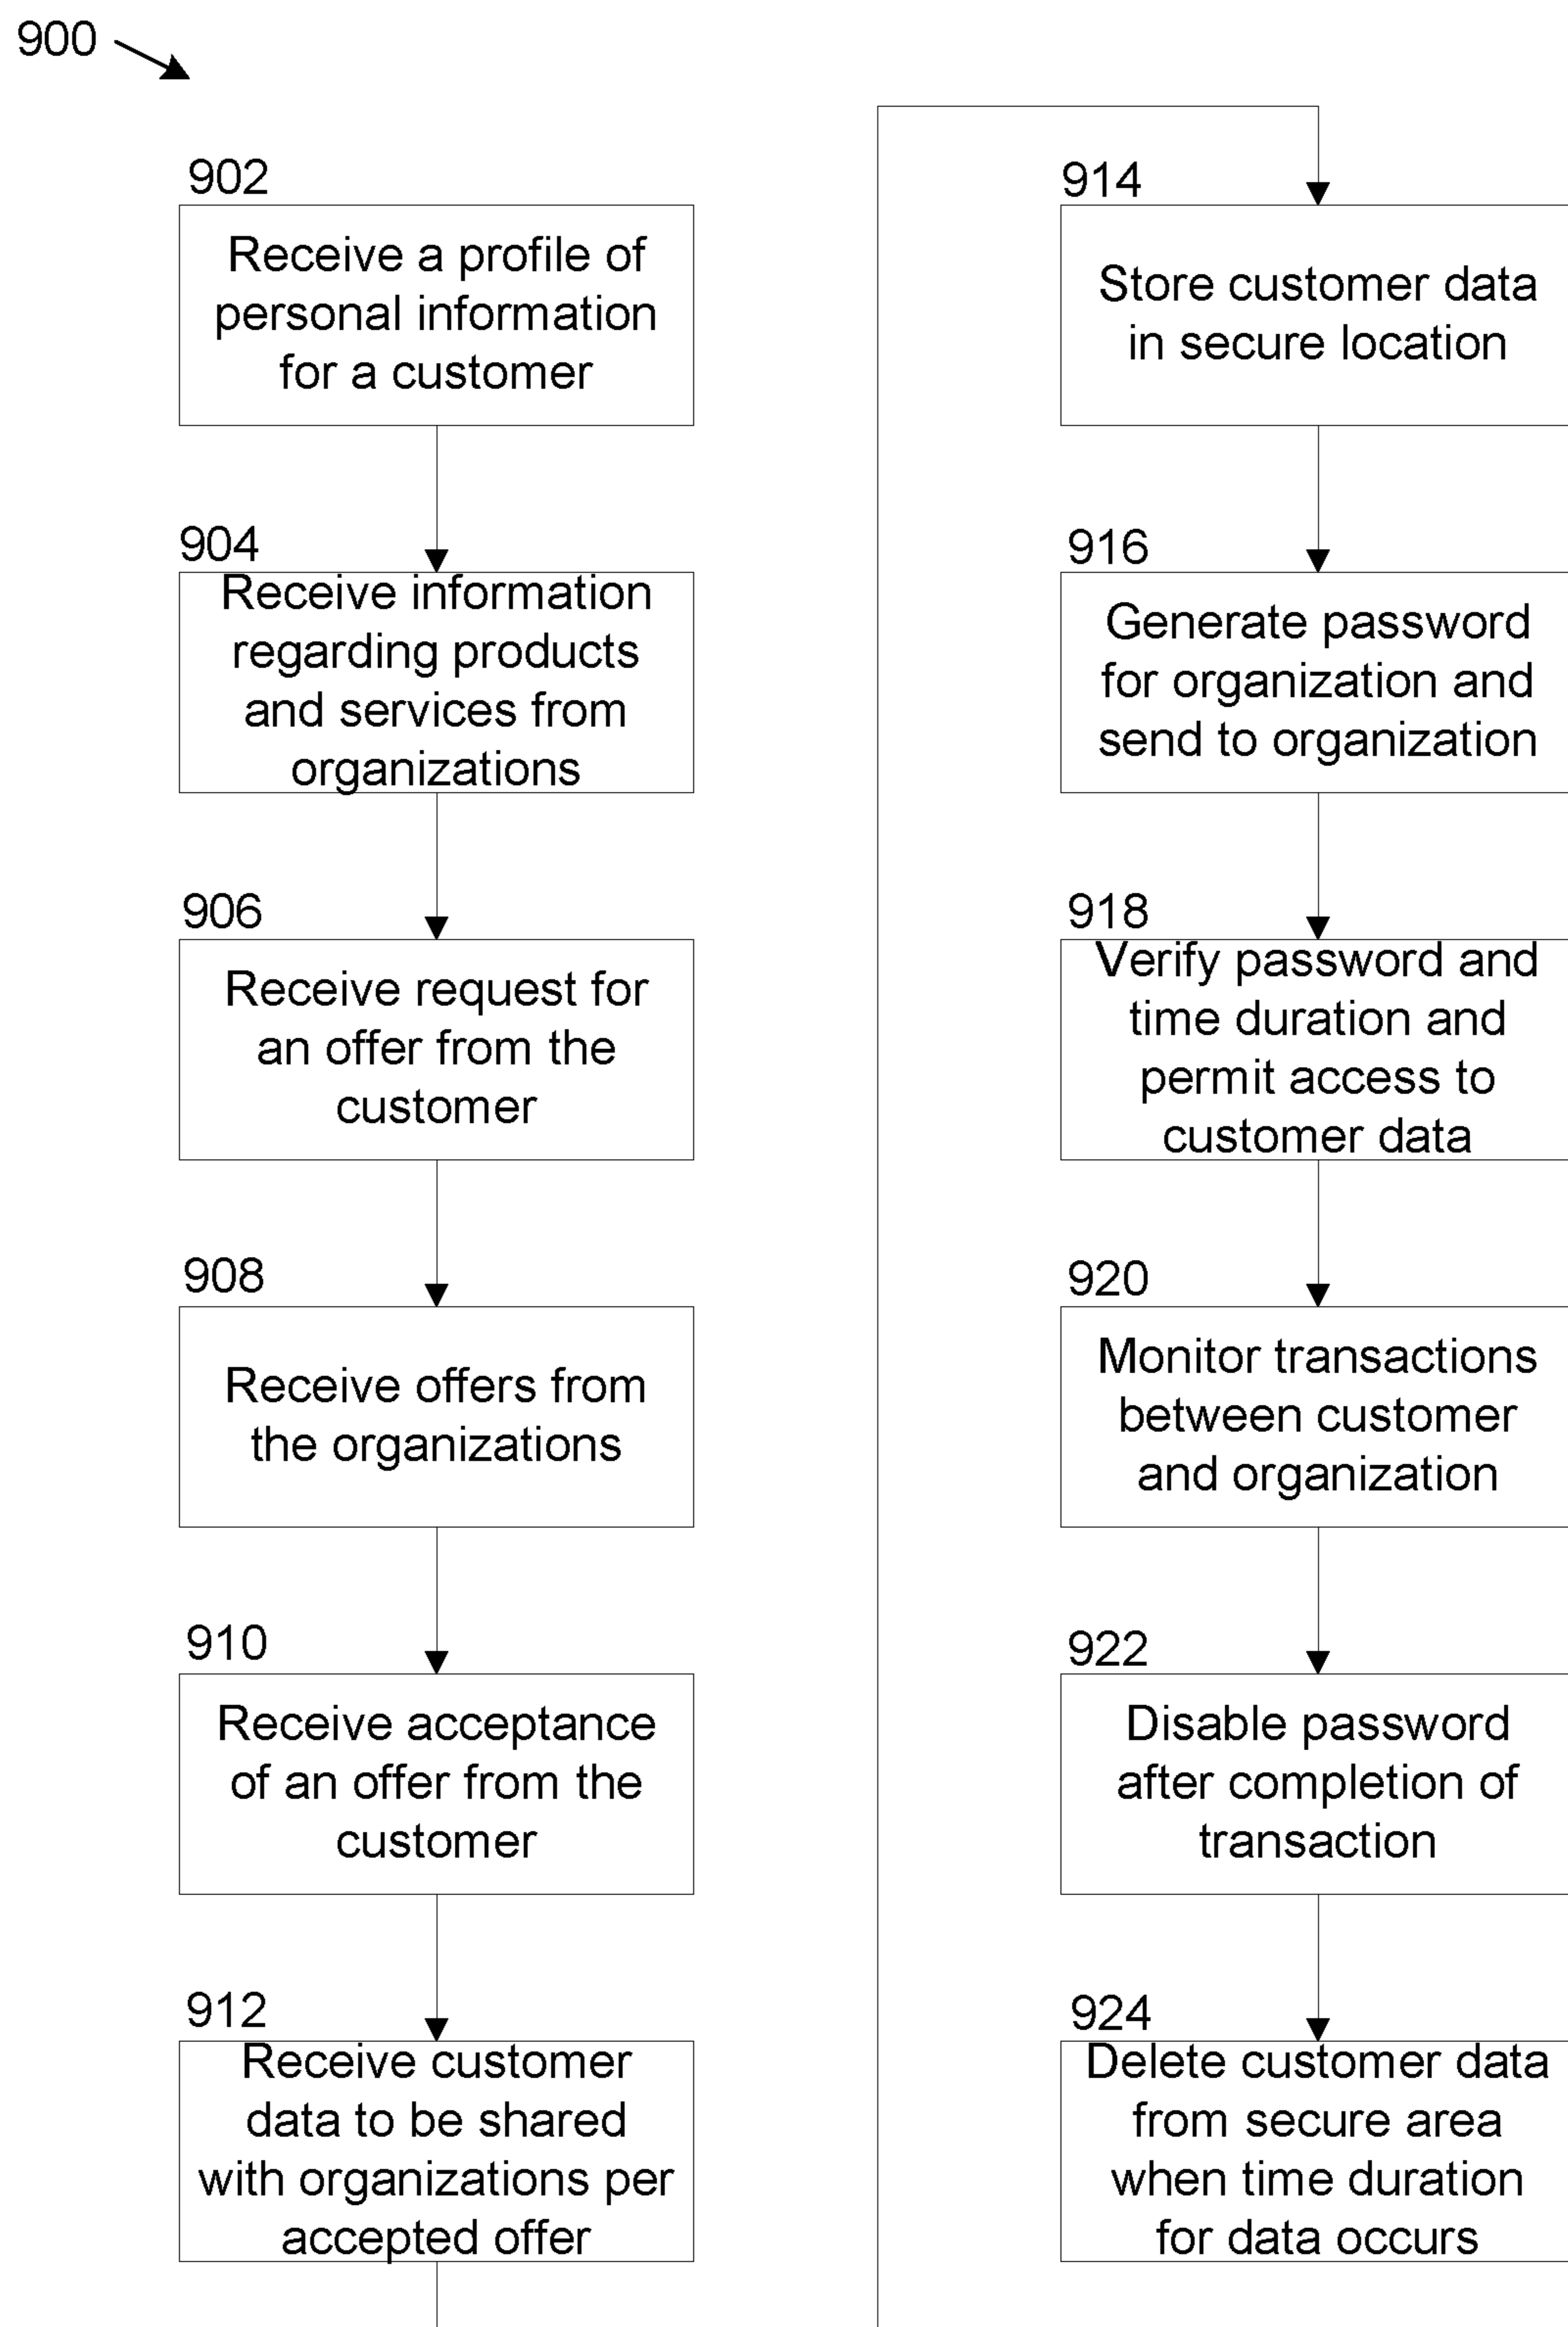 900
902
Receive a profile of
personal information
for a customer
904
Receive information
regarding products
and services from
organizations
906
Receive request for
an offer from the
customer
908
Receive offers from
the organizations
910
Receive acceptance
of an offer from the
customer
912
Receive customer
data to be shared
with organizations per
accepted offer
914
Store customer data
in secure location
916
Generate password
for organization and
send to organization
918
Verify password and
time duration and
permit access to
customer data
920
Monitor transactions
between customer
and organization
922
Disable password
after completion of
transaction
924
Delete customer data
from secure area
when time duration
for data occurs